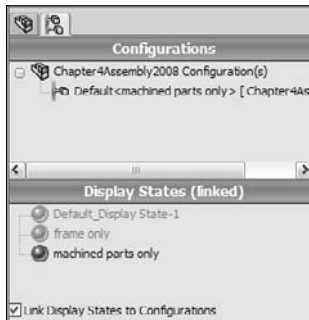 Configurations
Chapter4Assembly2008 Configuration(s)
Default<machined parts only> [ Chapter4As
Display States (linked)
Default_Display State-1
frame only
machined parts only
Link Display States to Configurations